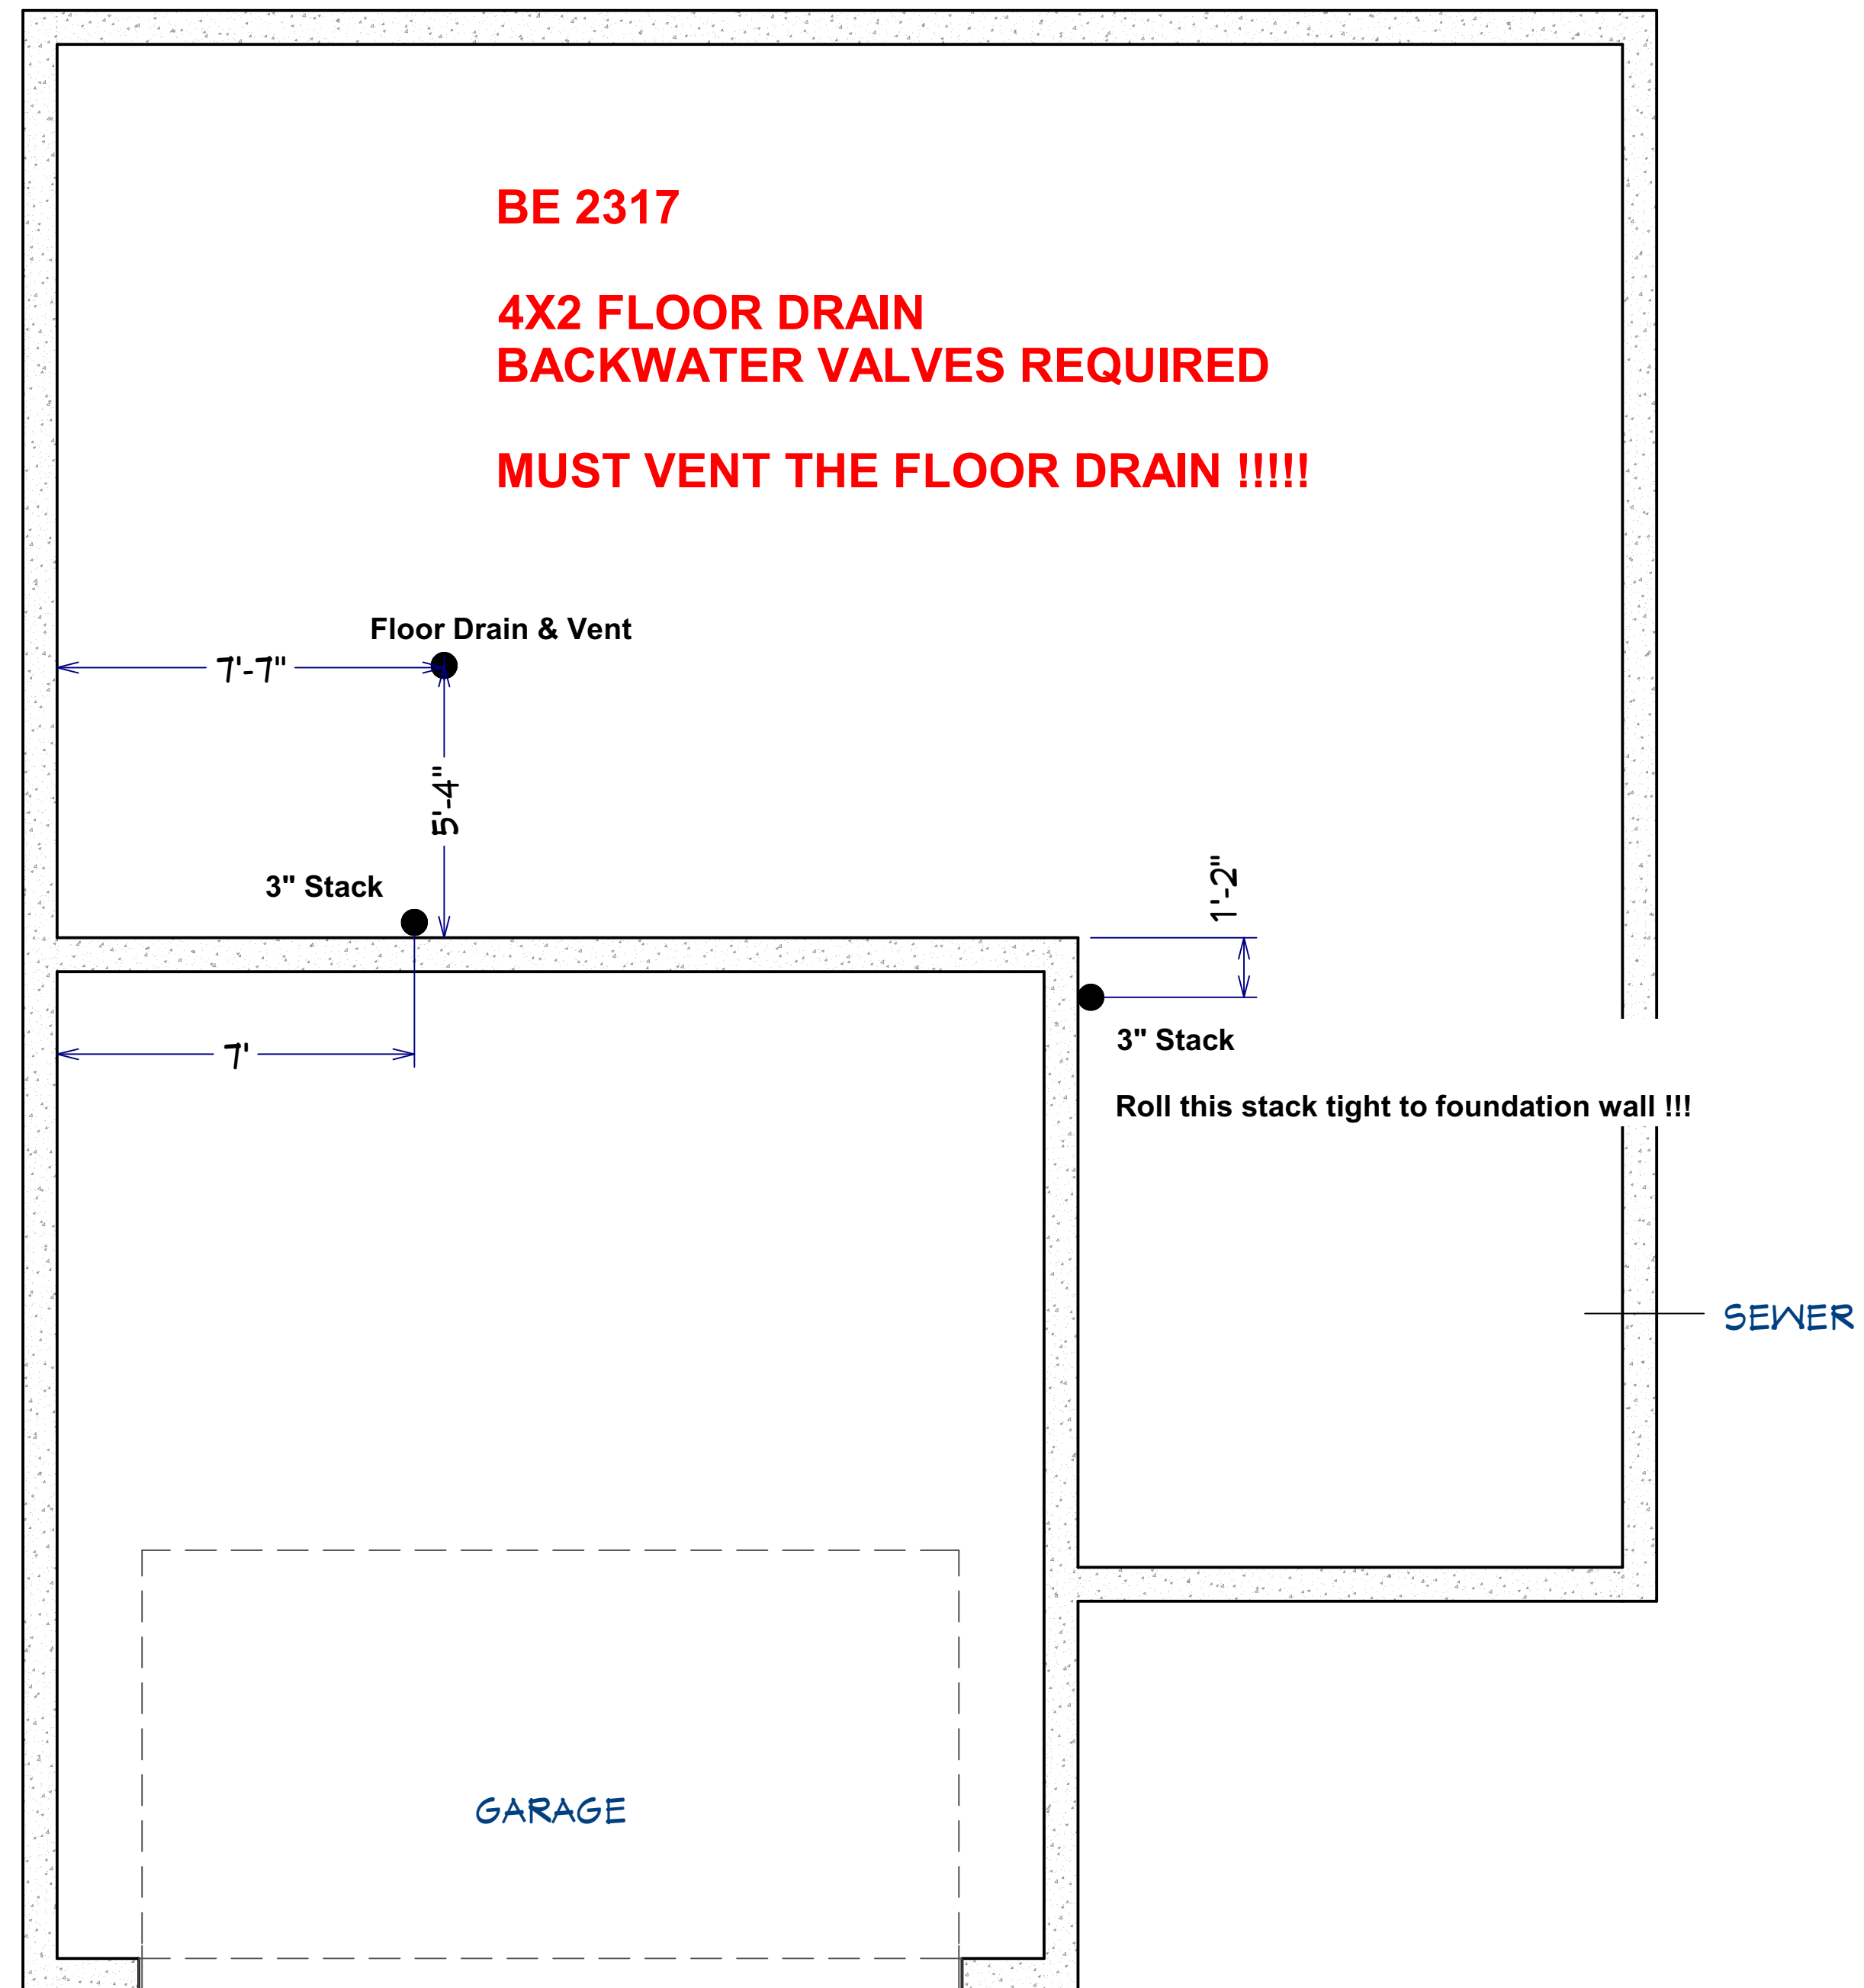 BE 2317
4X2 FLOOR DRAIN
BACKWATER VALVES REQUIRED
MUST VENT THE FLOOR DRAIN !!!!!
Floor Drain & Vent
7'-7"
5'-4"
3" Stack
1'-2"
3" Stack
7'
Roll this stack tight to foundation wall !!!
SEWER
GARAGE